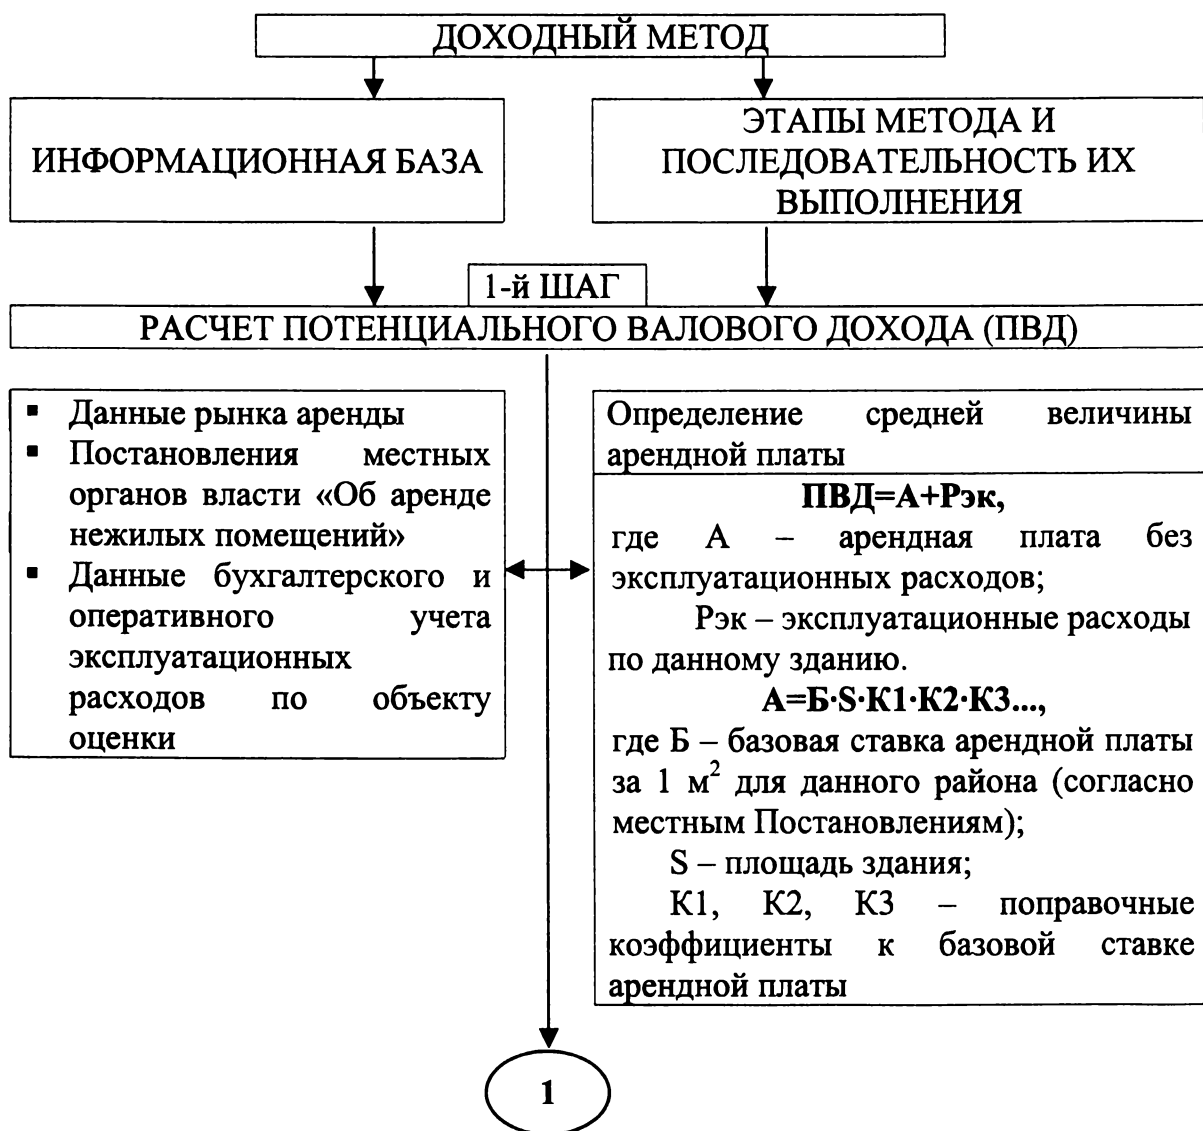 ДОХОДНЫЙ МЕТОД
ИНФОРМАЦИОННАЯ БАЗА
ЭТАПЫ МЕТОДА И
ПОСЛЕДОВАТЕЛЬНОСТЬ ИХ
ВЫПОЛНЕНИЯ
1-й ШАГ
РАСЧЕТ ПОТЕНЦИАЛЬНОГО ВАЛОВОГО ДОХОДА (ПВД)
▪ Данные рынка аренды
▪ Постановления местных
органов власти «Об аренде
нежилых помещений»
▪ Данные бухгалтерского и
оперативного учета
эксплуатационных
расходов по объекту
оценки
Определение средней величины
арендной платы
ПВД=А+Рэк,
где А – арендная плата без
эксплуатационных расходов;
Рэк – эксплуатационные расходы
по данному зданию.
А=Б·S·К1·К2·К3...,
где Б – базовая ставка арендной платы
за 1 м² для данного района (согласно
местным Постановлениям);
S – площадь здания;
К1, К2, К3 – поправочные
коэффициенты к базовой ставке
арендной платы
1